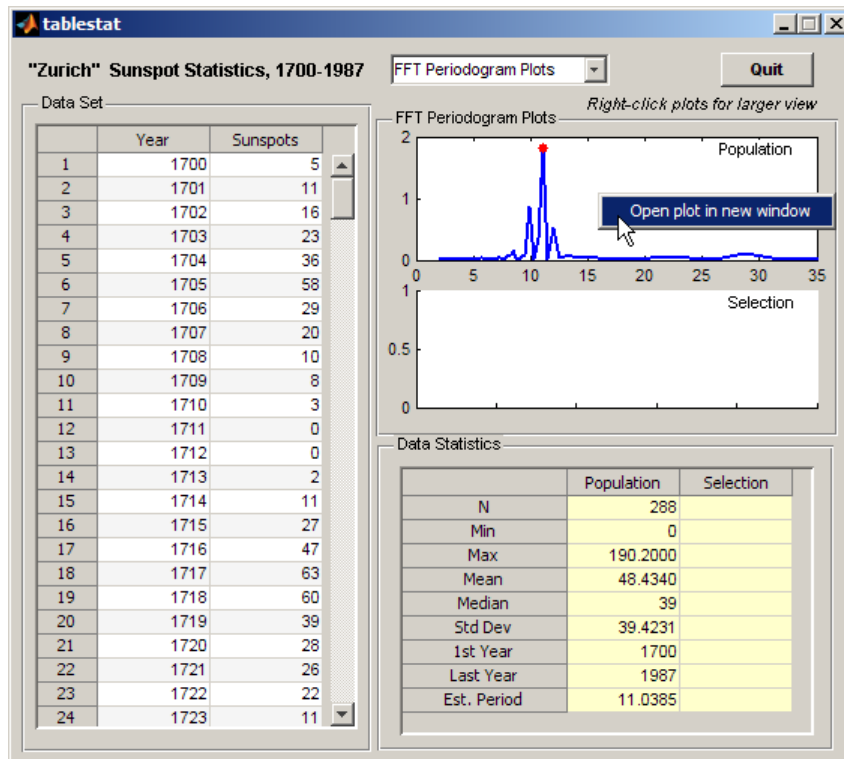 tablestat
"Zurich" Sunspot Statistics, 1700-1987
FFT Periodogram Plots
Quit
Right-click plots for larger view
Data Set
Year Sunspots
1 1700 5
2 1701 11
3 1702 16
4 1703 23
5 1704 36
6 1705 58
7 1706 29
8 1707 20
9 1708 10
10 1709 8
11 1710 3
12 1711 0
13 1712 0
14 1713 2
15 1714 11
16 1715 27
17 1716 47
18 1717 63
19 1718 60
20 1719 39
21 1720 28
22 1721 26
23 1722 22
24 1723 11
FFT Periodogram Plots
Population
2
1
0
0 5 10 15 20 25 30 35
Open plot in new window
Selection
1
0.5
0
Data Statistics
Population Selection
N 288
Min 0
Max 190.2000
Mean 48.4340
Median 39
Std Dev 39.4231
1st Year 1700
Last Year 1987
Est. Period 11.0385